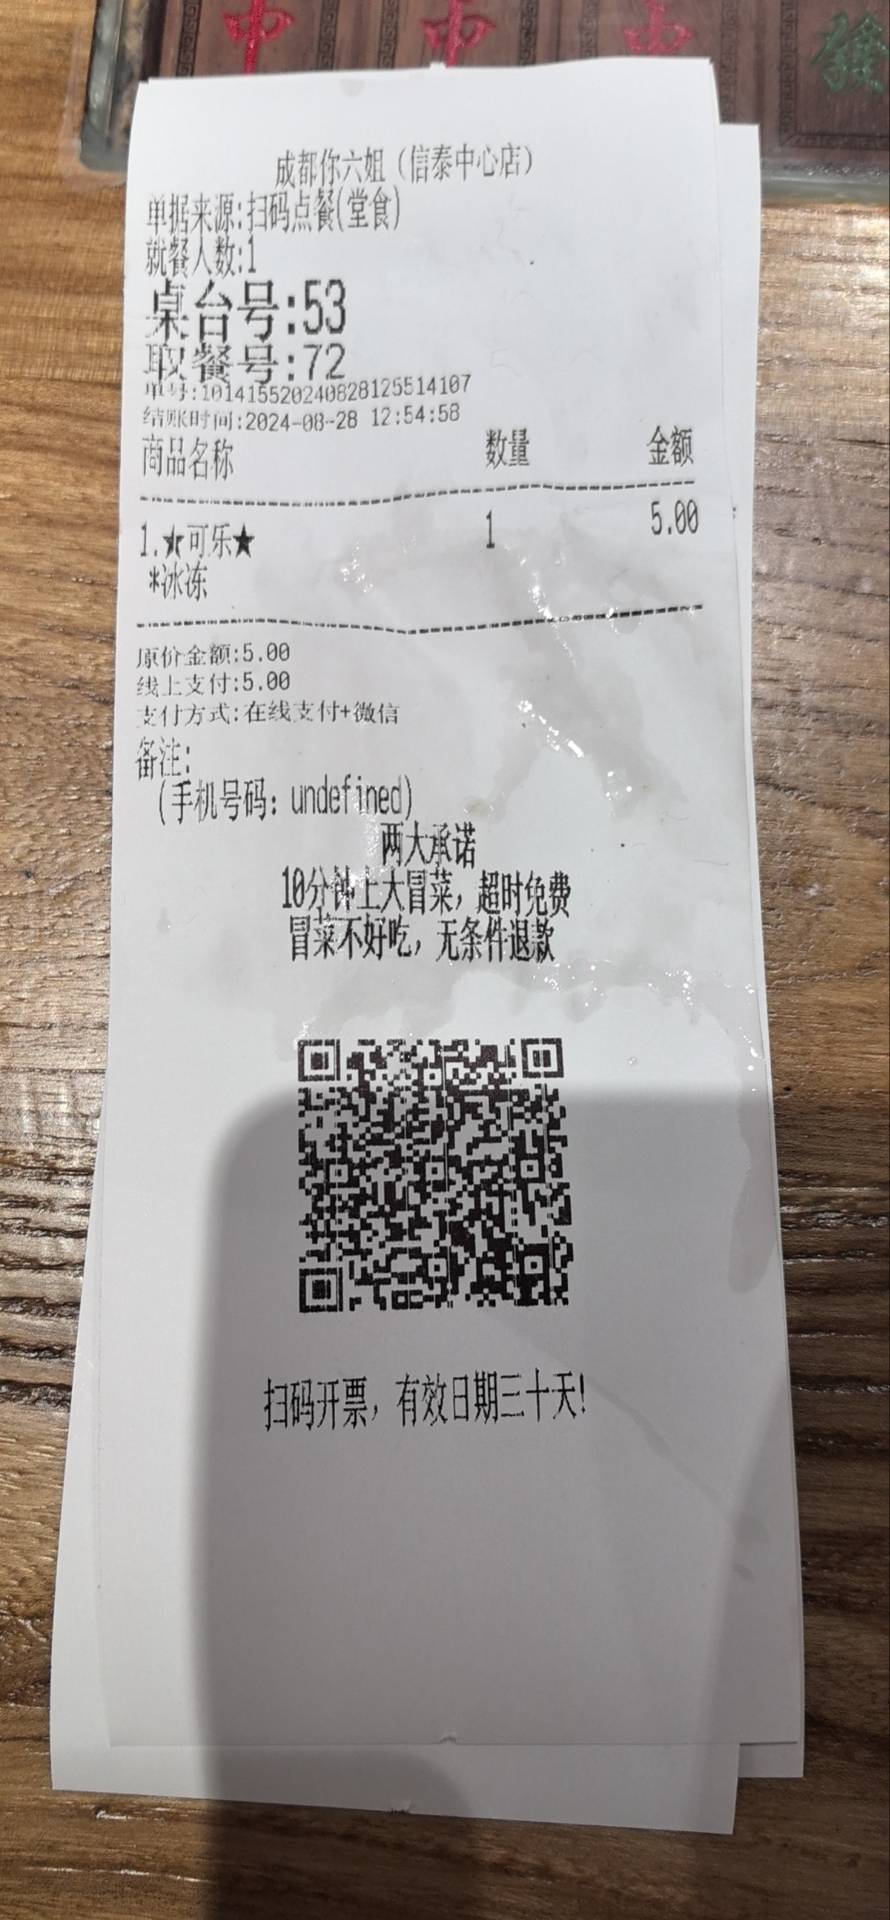 中 中 中 發
成都你六姐（信泰中心店）
单据来源:扫码点餐(堂食)
就餐人数:1
桌台号:53
取餐号:72
单号:1014155202408281255​14107
结账时间:2024-08-28 12:54:58
商品名称 数量 金额
1.★可乐★ 1 5.00
*冰冻
原价金额:5.00
线上支付:5.00
支付方式:在线支付+微信
备注:
(手机号码: undefined)
两大承诺
10分钟上大冒菜，超时免费
冒菜不好吃，无条件退款
扫码开票，有效日期三十天!